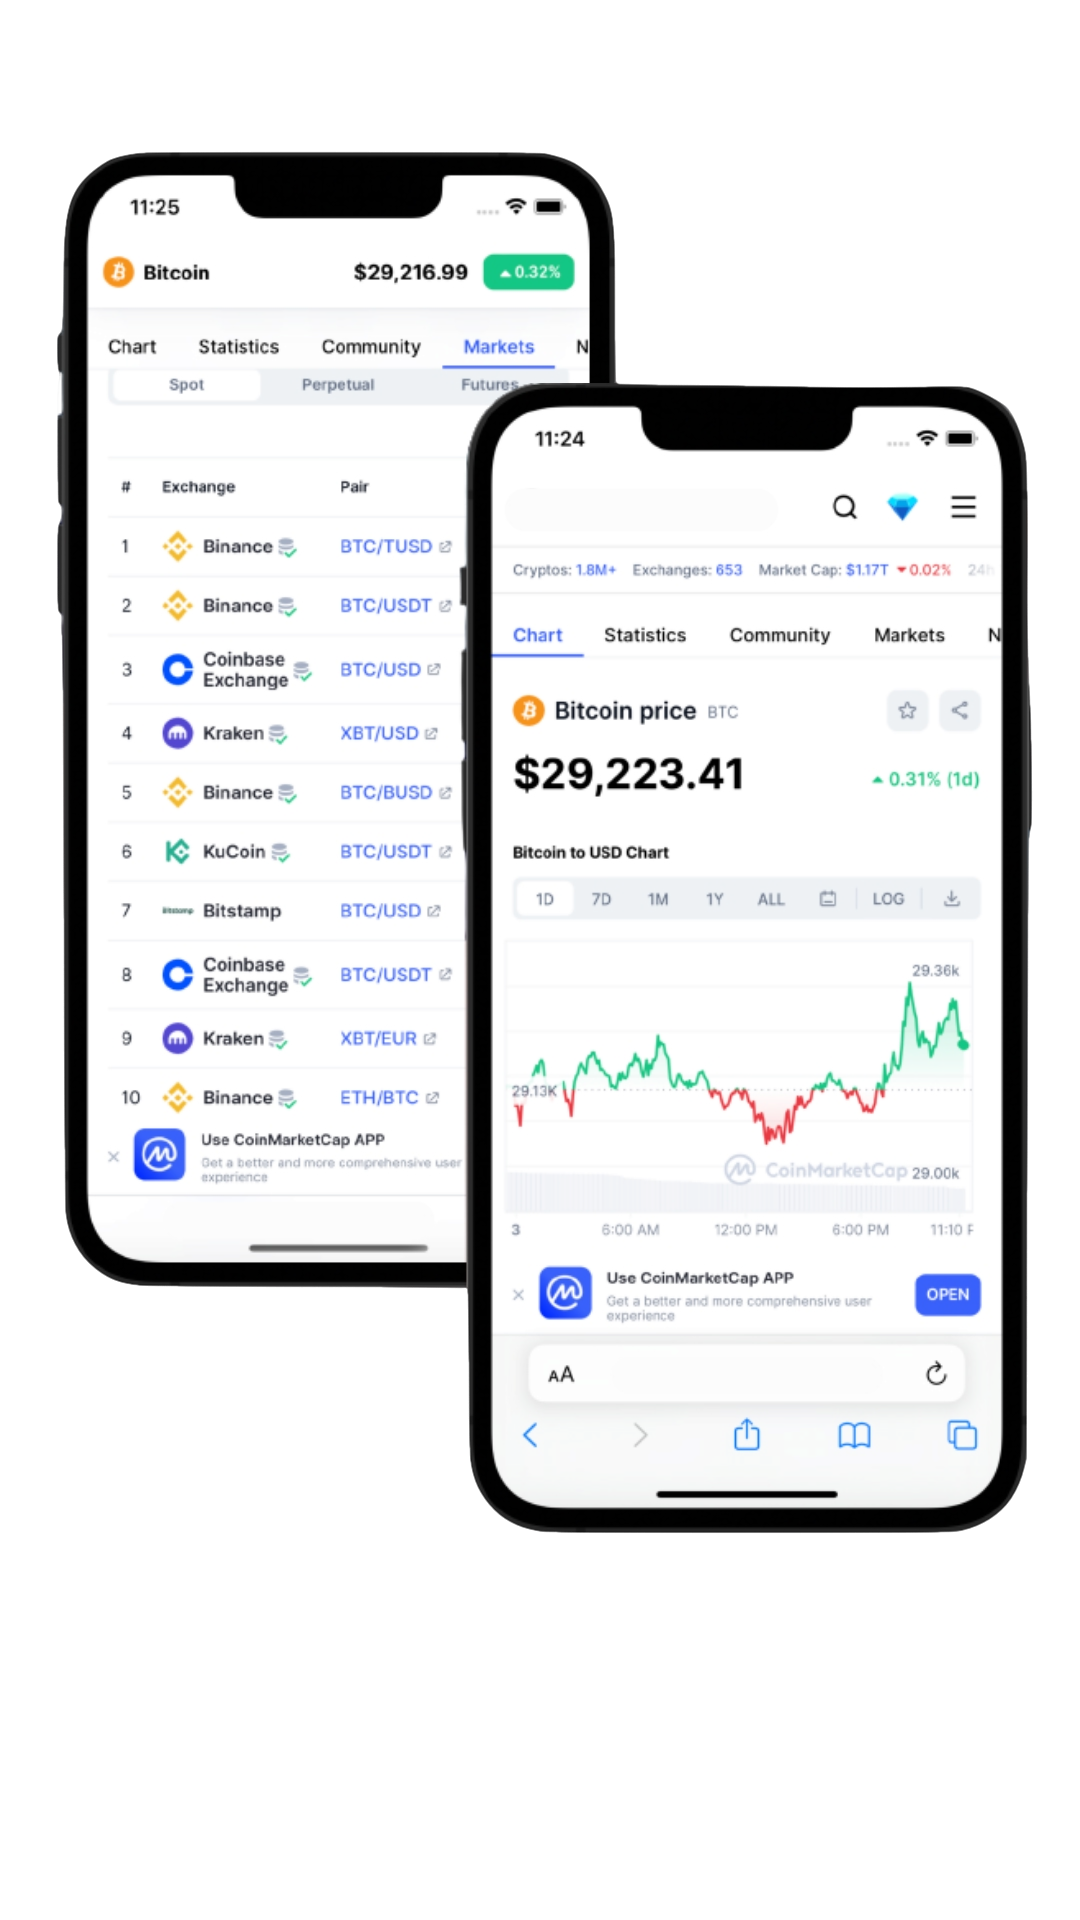 11:25
Bitcoin $29,216.99 0.32%
Chart Statistics Community Markets N
Spot Perpetual Futures
# Exchange Pair
1 Binance BTC/TUSD
2 Binance BTC/USDT
3 Coinbase Exchange BTC/USD
4 Kraken XBT/USD
5 Binance BTC/BUSD
6 KuCoin BTC/USDT
7 Bitstamp Bitstamp BTC/USD
8 Coinbase Exchange BTC/USDT
9 Kraken XBT/EUR
10 Binance ETH/BTC
Use CoinMarketCap APP
Get a better and more comprehensive user
experience
11:24
Cryptos: 1.8M+ Exchanges: 653 Market Cap: $1.17T 0.02% 24h
Chart Statistics Community Markets N
Bitcoin price BTC
$29,223.41 0.31% (1d)
Bitcoin to USD Chart
1D 7D 1M 1Y ALL LOG
29.36k
29.13K
CoinMarketCap 29.00k
3 6:00 AM 12:00 PM 6:00 PM 11:10 P
Use CoinMarketCap APP
Get a better and more comprehensive user
experience
OPEN
AA